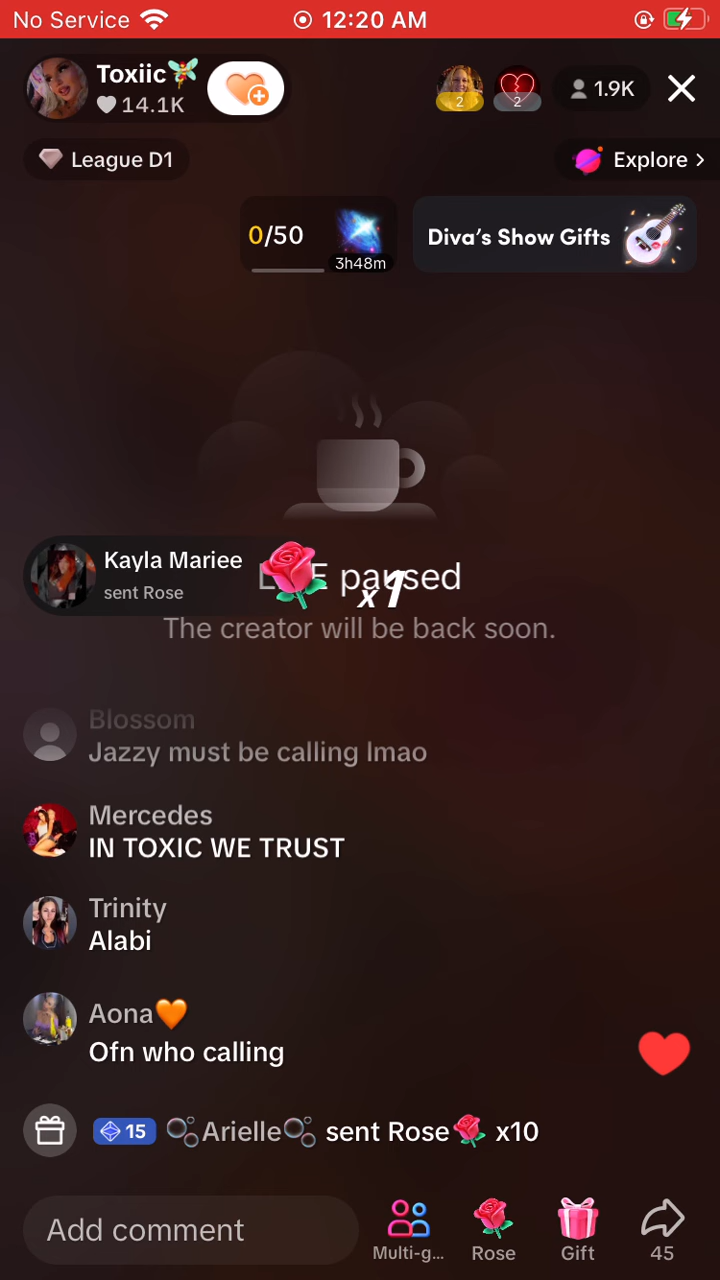 No Service 12:20 AM
Toxiic🧚
14.1K
2
2
1.9K
League D1
Explore >
0/50
3h48m
Diva's Show Gifts
Kayla Mariee
sent Rose
paused
x1
The creator will be back soon.
Blossom
Jazzy must be calling lmao
Mercedes
IN TOXIC WE TRUST
Trinity
Alabi
Aona🧡
Ofn who calling
15 🫧Arielle🫧 sent Rose🌹 x10
Add comment
Multi-g...
Rose
Gift
45